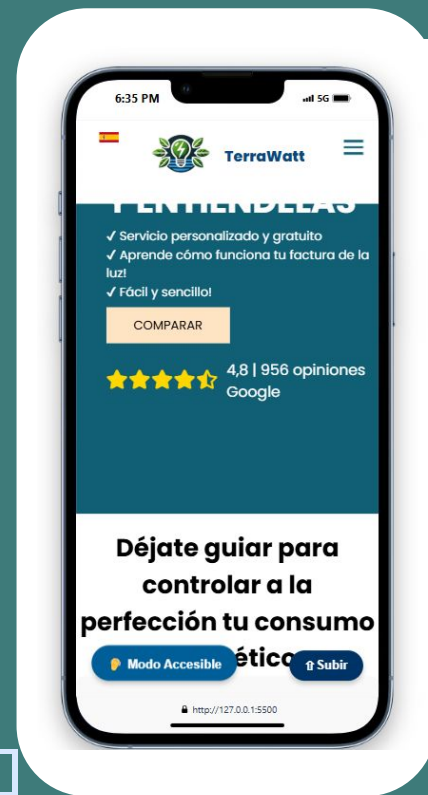 6:35 PM 5G
TerraWatt
Y ENTIÉNDELAS
✓ Servicio personalizado y gratuito
✓ Aprende cómo funciona tu factura de la
luz!
✓ Fácil y sencillo!
COMPARAR
4,8 | 956 opiniones
Google
Déjate guiar para
controlar a la
perfección tu consumo
ético
Modo Accesible
⇧ Subir
http://127.0.0.1:5500